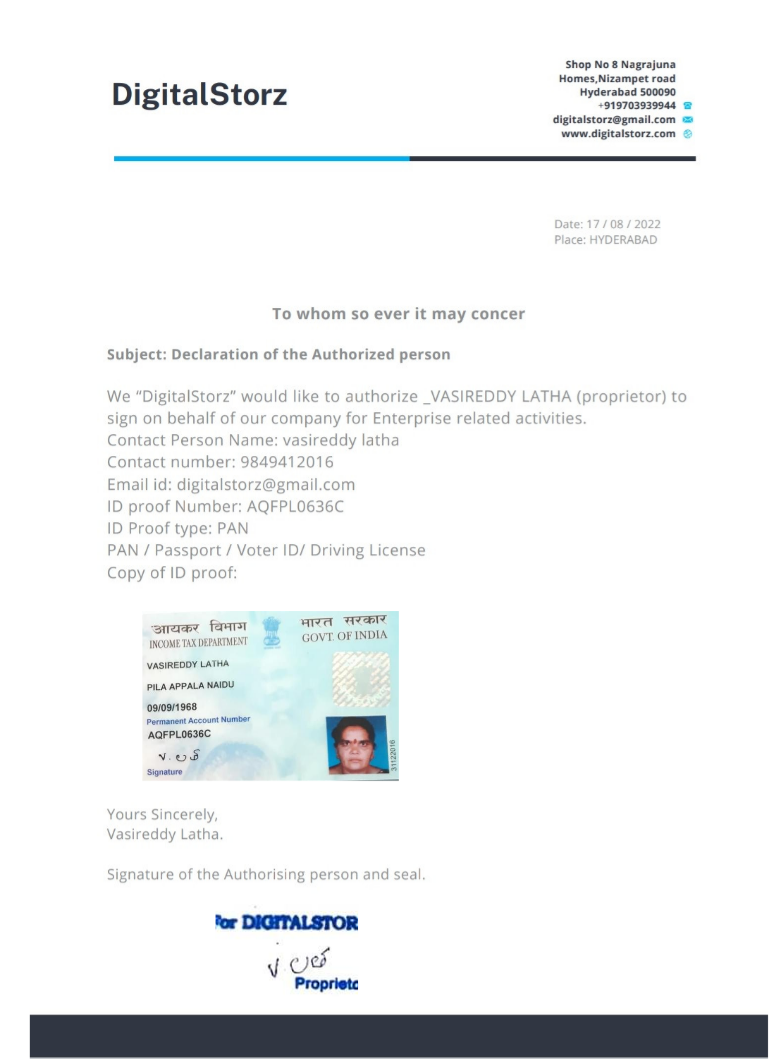 DigitalStorz
Shop No 8 Nagrajuna
Homes,Nizampet road
Hyderabad 500090
+919703939944
digitalstorz@gmail.com
www.digitalstorz.com
Date: 17 / 08 / 2022
Place: HYDERABAD
To whom so ever it may concer
Subject: Declaration of the Authorized person
We “DigitalStorz” would like to authorize _VASIREDDY LATHA (proprietor) to
sign on behalf of our company for Enterprise related activities.
Contact Person Name: vasireddy latha
Contact number: 9849412016
Email id: digitalstorz@gmail.com
ID proof Number: AQFPL0636C
ID Proof type: PAN
PAN / Passport / Voter ID/ Driving License
Copy of ID proof:
आयकर विभाग
INCOME TAX DEPARTMENT
भारत सरकार
GOVT. OF INDIA
VASIREDDY LATHA
PILA APPALA NAIDU
09/09/1968
Permanent Account Number
AQFPL0636C
వ. లత
Signature
31122016
Yours Sincerely,
Vasireddy Latha.
Signature of the Authorising person and seal.
For DIGITALSTOR
వ. లత
Proprieto